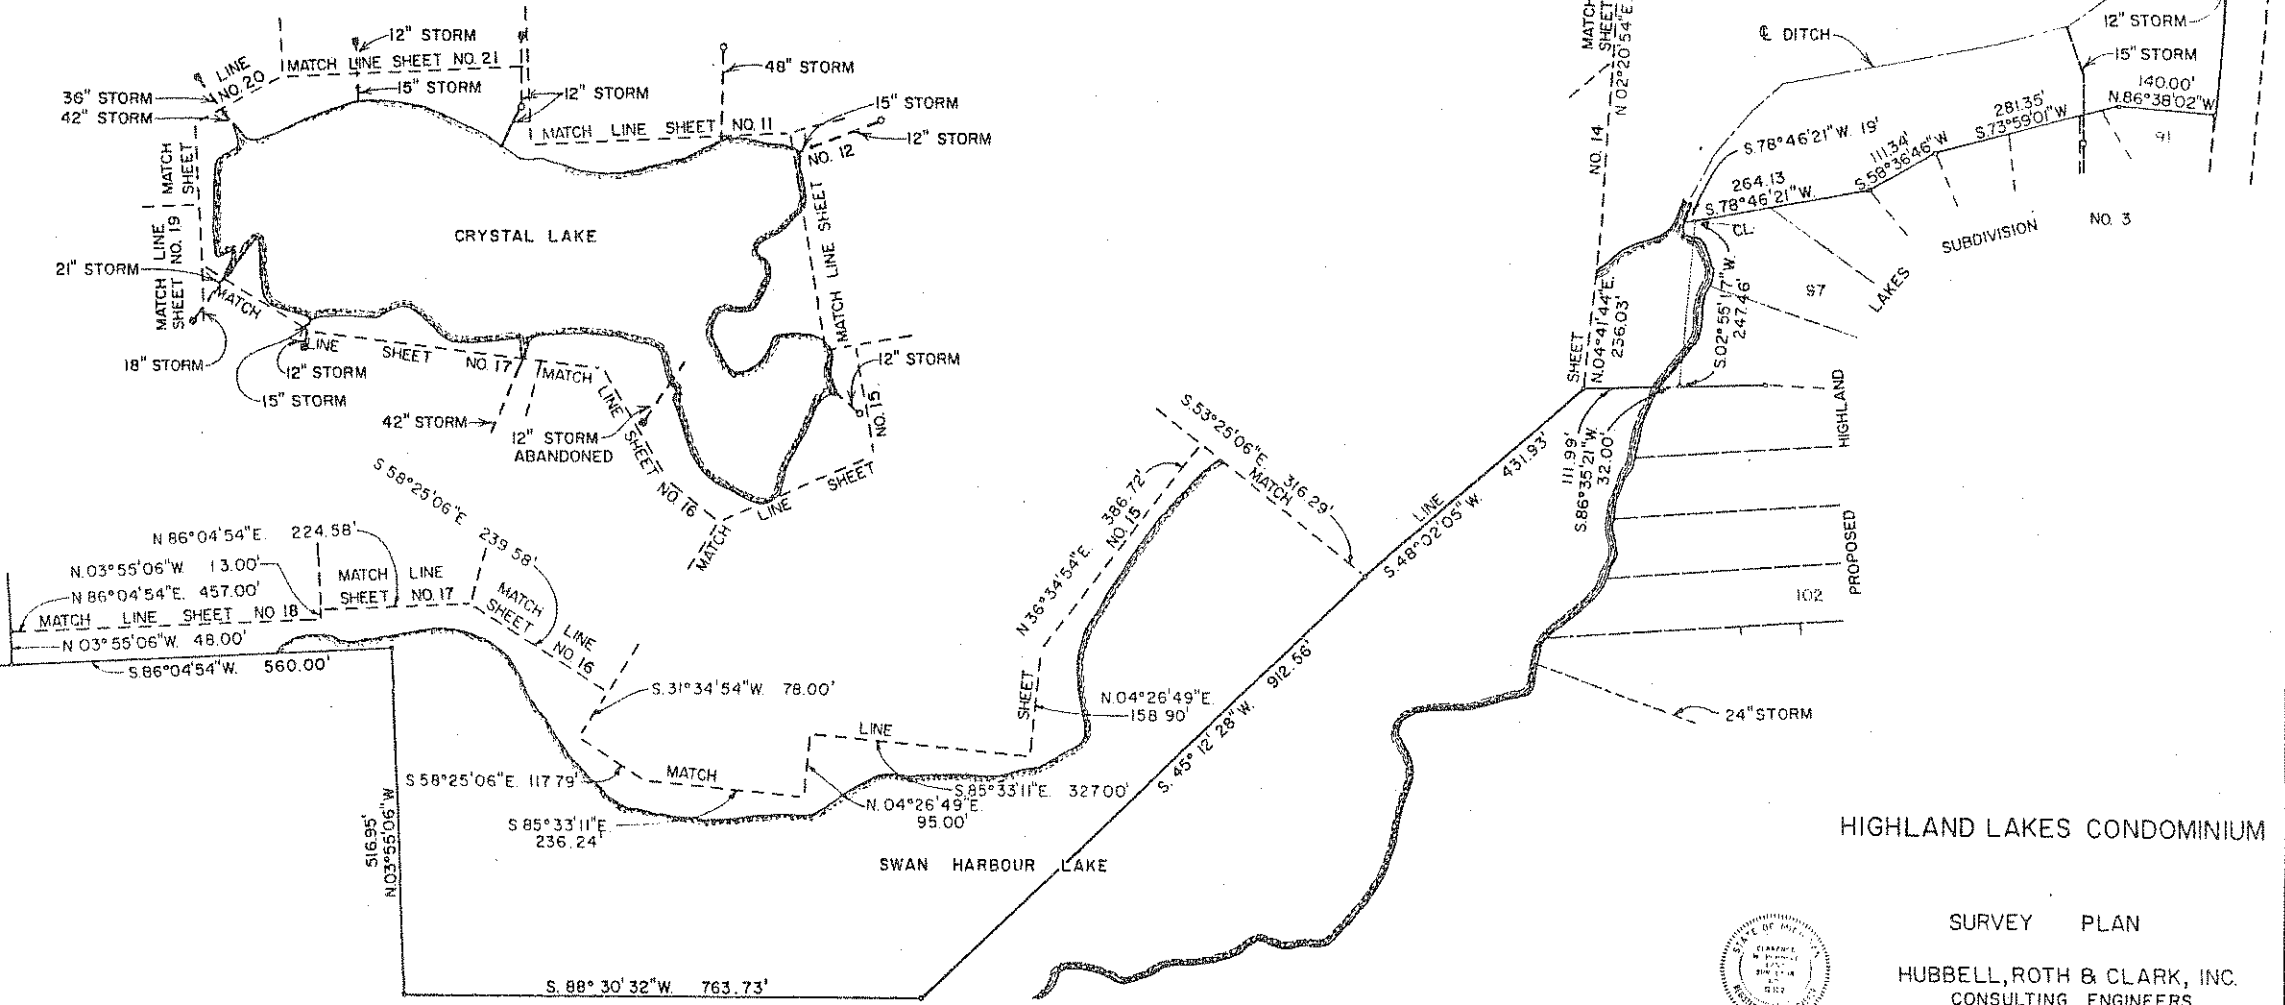 12" STORM
MATCH LINE SHEET NO. 21
LINE
NO. 20
36" STORM
42" STORM
15" STORM
12" STORM
48" STORM
15" STORM
12" STORM
MATCH LINE SHEET NO. 11
NO. 12
MATCH
SHEET
CRYSTAL LAKE
MATCH LINE SHEET
MATCH LINE
SHEET NO. 19
21" STORM
MATCH
18" STORM
LINE SHEET NO. 17
12" STORM
15" STORM
42" STORM
MATCH
LINE
SHEET
NO. 16
12" STORM
ABANDONED
12" STORM
NO. 15
MATCH LINE SHEET
MATCH
SHEET
N 02°20'54"E.
NO. 14
SHEET
℄ DITCH
12" STORM
15" STORM
140.00'
N.86°38'02"W
281.35'
S.73°59'01"W
91
111.34'
S.58°36'46"W
S.78°46'21"W 19'
264.13
S.78°46'21"W.
CL.
SUBDIVISION NO. 3
LAKES
97
S.02°55'17"W.
247.46'
N.04°41'44"E.
236.03'
HIGHLAND
111.99'
S.86°35'21"W.
32.00'
PROPOSED
102
24" STORM
S.53°25'06"E. 316.29'
MATCH
LINE
S.48°02'05"W. 431.93'
386.72'
NO. 15
N 36°34'54"E.
SHEET
N.04°26'49"E.
158.90'
S. 45°12'28"W. 912.56'
S 58°25'06"E 239.58'
N 86°04'54"E. 224.58'
N.03°55'06"W. 13.00'
N 86°04'54"E. 457.00'
MATCH LINE SHEET NO 18
MATCH LINE
SHEET NO. 17
N 03°55'06"W. 48.00'
S.86°04'54"W. 560.00'
MATCH LINE
SHEET NO. 16
S.31°34'54"W. 78.00'
S 58°25'06"E. 117.79'
MATCH
LINE
S 85°33'11"E.
236.24'
S.85°33'11"E. 327.00'
N.04°26'49"E.
95.00'
SWAN HARBOUR LAKE
516.95'
N.03°55'06"W
S. 88°30'32"W. 763.73'
HIGHLAND LAKES CONDOMINIUM
SURVEY PLAN
HUBBELL, ROTH & CLARK, INC.
CONSULTING ENGINEERS
STATE OF MICHIGAN